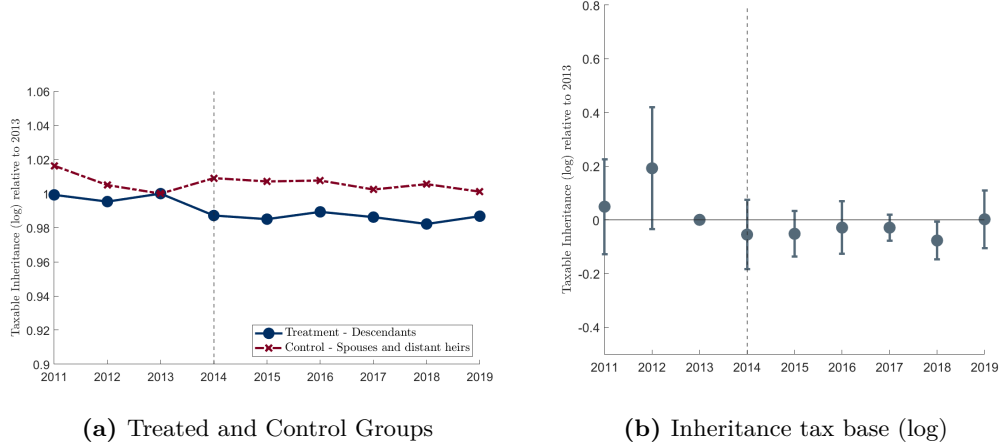 Taxable Inheritance (log) relative to 2013
1.06
1.04
1.02
1
0.98
0.96
0.94
0.92
0.9
2011 2012 2013 2014 2015 2016 2017 2018 2019
Treatment - Descendants
Control - Spouses and distant heirs
(a) Treated and Control Groups
Taxable Inheritance (log) relative to 2013
0.8
0.6
0.4
0.2
0
-0.2
-0.4
2011 2012 2013 2014 2015 2016 2017 2018 2019
(b) Inheritance tax base (log)